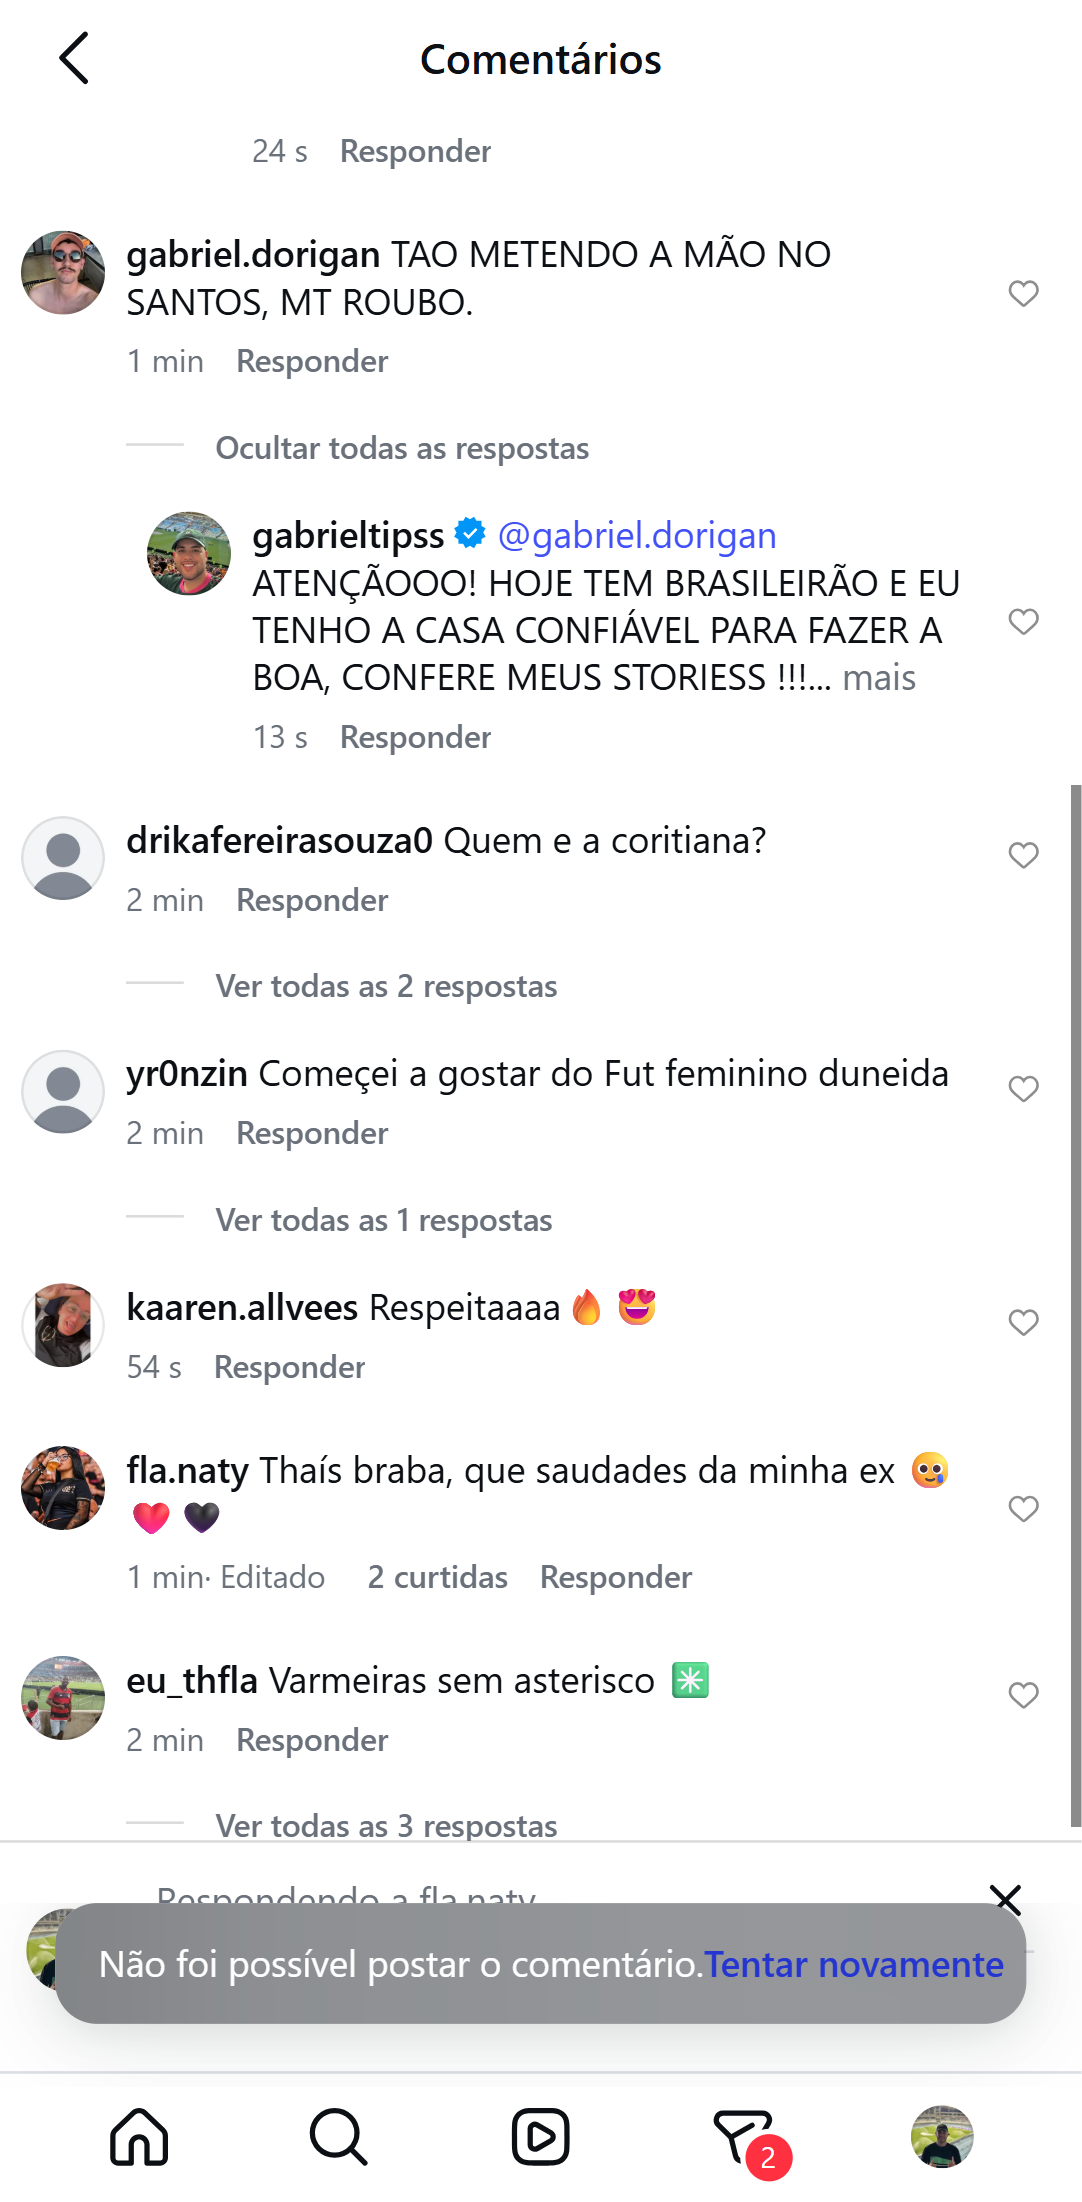 Comentários
24 s Responder
gabriel.dorigan TAO METENDO A MÃO NO
SANTOS, MT ROUBO.
1 min Responder
Ocultar todas as respostas
gabrieltipss @gabriel.dorigan
ATENÇÃOOO! HOJE TEM BRASILEIRÃO E EU
TENHO A CASA CONFIÁVEL PARA FAZER A
BOA, CONFERE MEUS STORIESS !!!... mais
13 s Responder
drikafereirasouza0 Quem e a coritiana?
2 min Responder
Ver todas as 2 respostas
yr0nzin Começei a gostar do Fut feminino duneida
2 min Responder
Ver todas as 1 respostas
kaaren.allvees Respeitaaaa🔥 😍
54 s Responder
fla.naty Thaís braba, que saudades da minha ex 🥲
❤️ 🖤
1 min· Editado 2 curtidas Responder
eu_thfla Varmeiras sem asterisco ✳️
2 min Responder
Ver todas as 3 respostas
Respondendo a fla.naty
Não foi possível postar o comentário.Tentar novamente
2